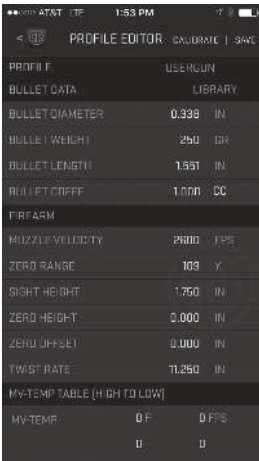 AT&T LTE 1:53 PM
< PROFILE EDITOR CALIBRATE | SAVE
PROFILE USERGUN
BULLET DATA LIBRARY
BULLET DIAMETER 0.338 IN
BULLET WEIGHT 250 GR
BULLET LENGTH 1.551 IN
BULLET COEFF 1.000 CC
FIREARM
MUZZLE VELOCITY 2600 FPS
ZERO RANGE 109 Y
SIGHT HEIGHT 1.750 IN
ZERO HEIGHT 0.000 IN
ZERO OFFSET 0.000 IN
TWIST RATE 11.250 IN
MV-TEMP TABLE (HIGH TO LOW)
MV-TEMP 0 F 0 FPS
0 0